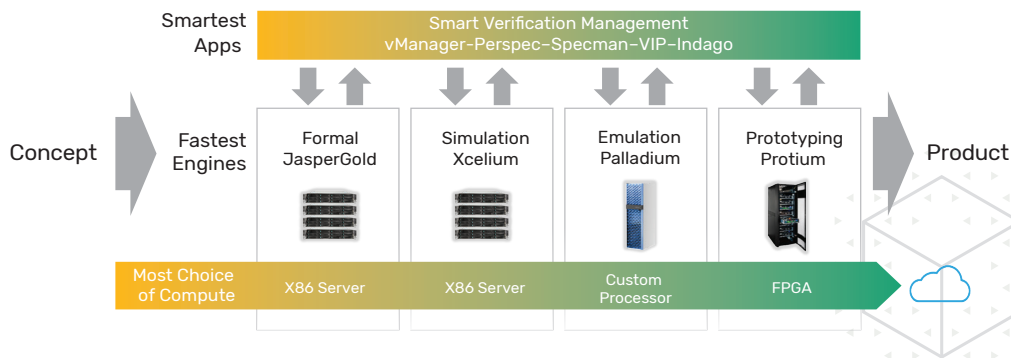 Smartest
Apps
Smart Verification Management
vManager-Perspec–Specman–VIP–Indago
Concept
Fastest
Engines
Formal
JasperGold
Simulation
Xcelium
Emulation
Palladium
Prototyping
Protium
Product
Most Choice
of Compute
X86 Server
X86 Server
Custom
Processor
FPGA